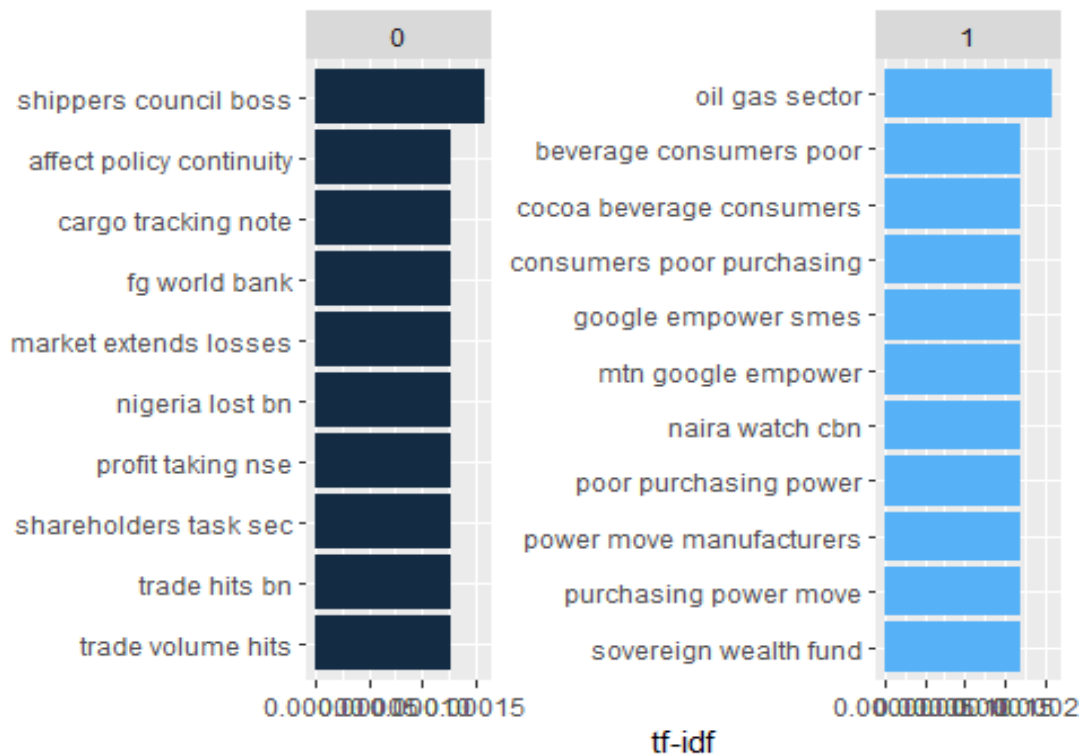 0
shippers council boss
affect policy continuity
cargo tracking note
fg world bank
market extends losses
nigeria lost bn
profit taking nse
shareholders task sec
trade hits bn
trade volume hits
1
oil gas sector
beverage consumers poor
cocoa beverage consumers
consumers poor purchasing
google empower smes
mtn google empower
naira watch cbn
poor purchasing power
power move manufacturers
purchasing power move
sovereign wealth fund
tf-idf